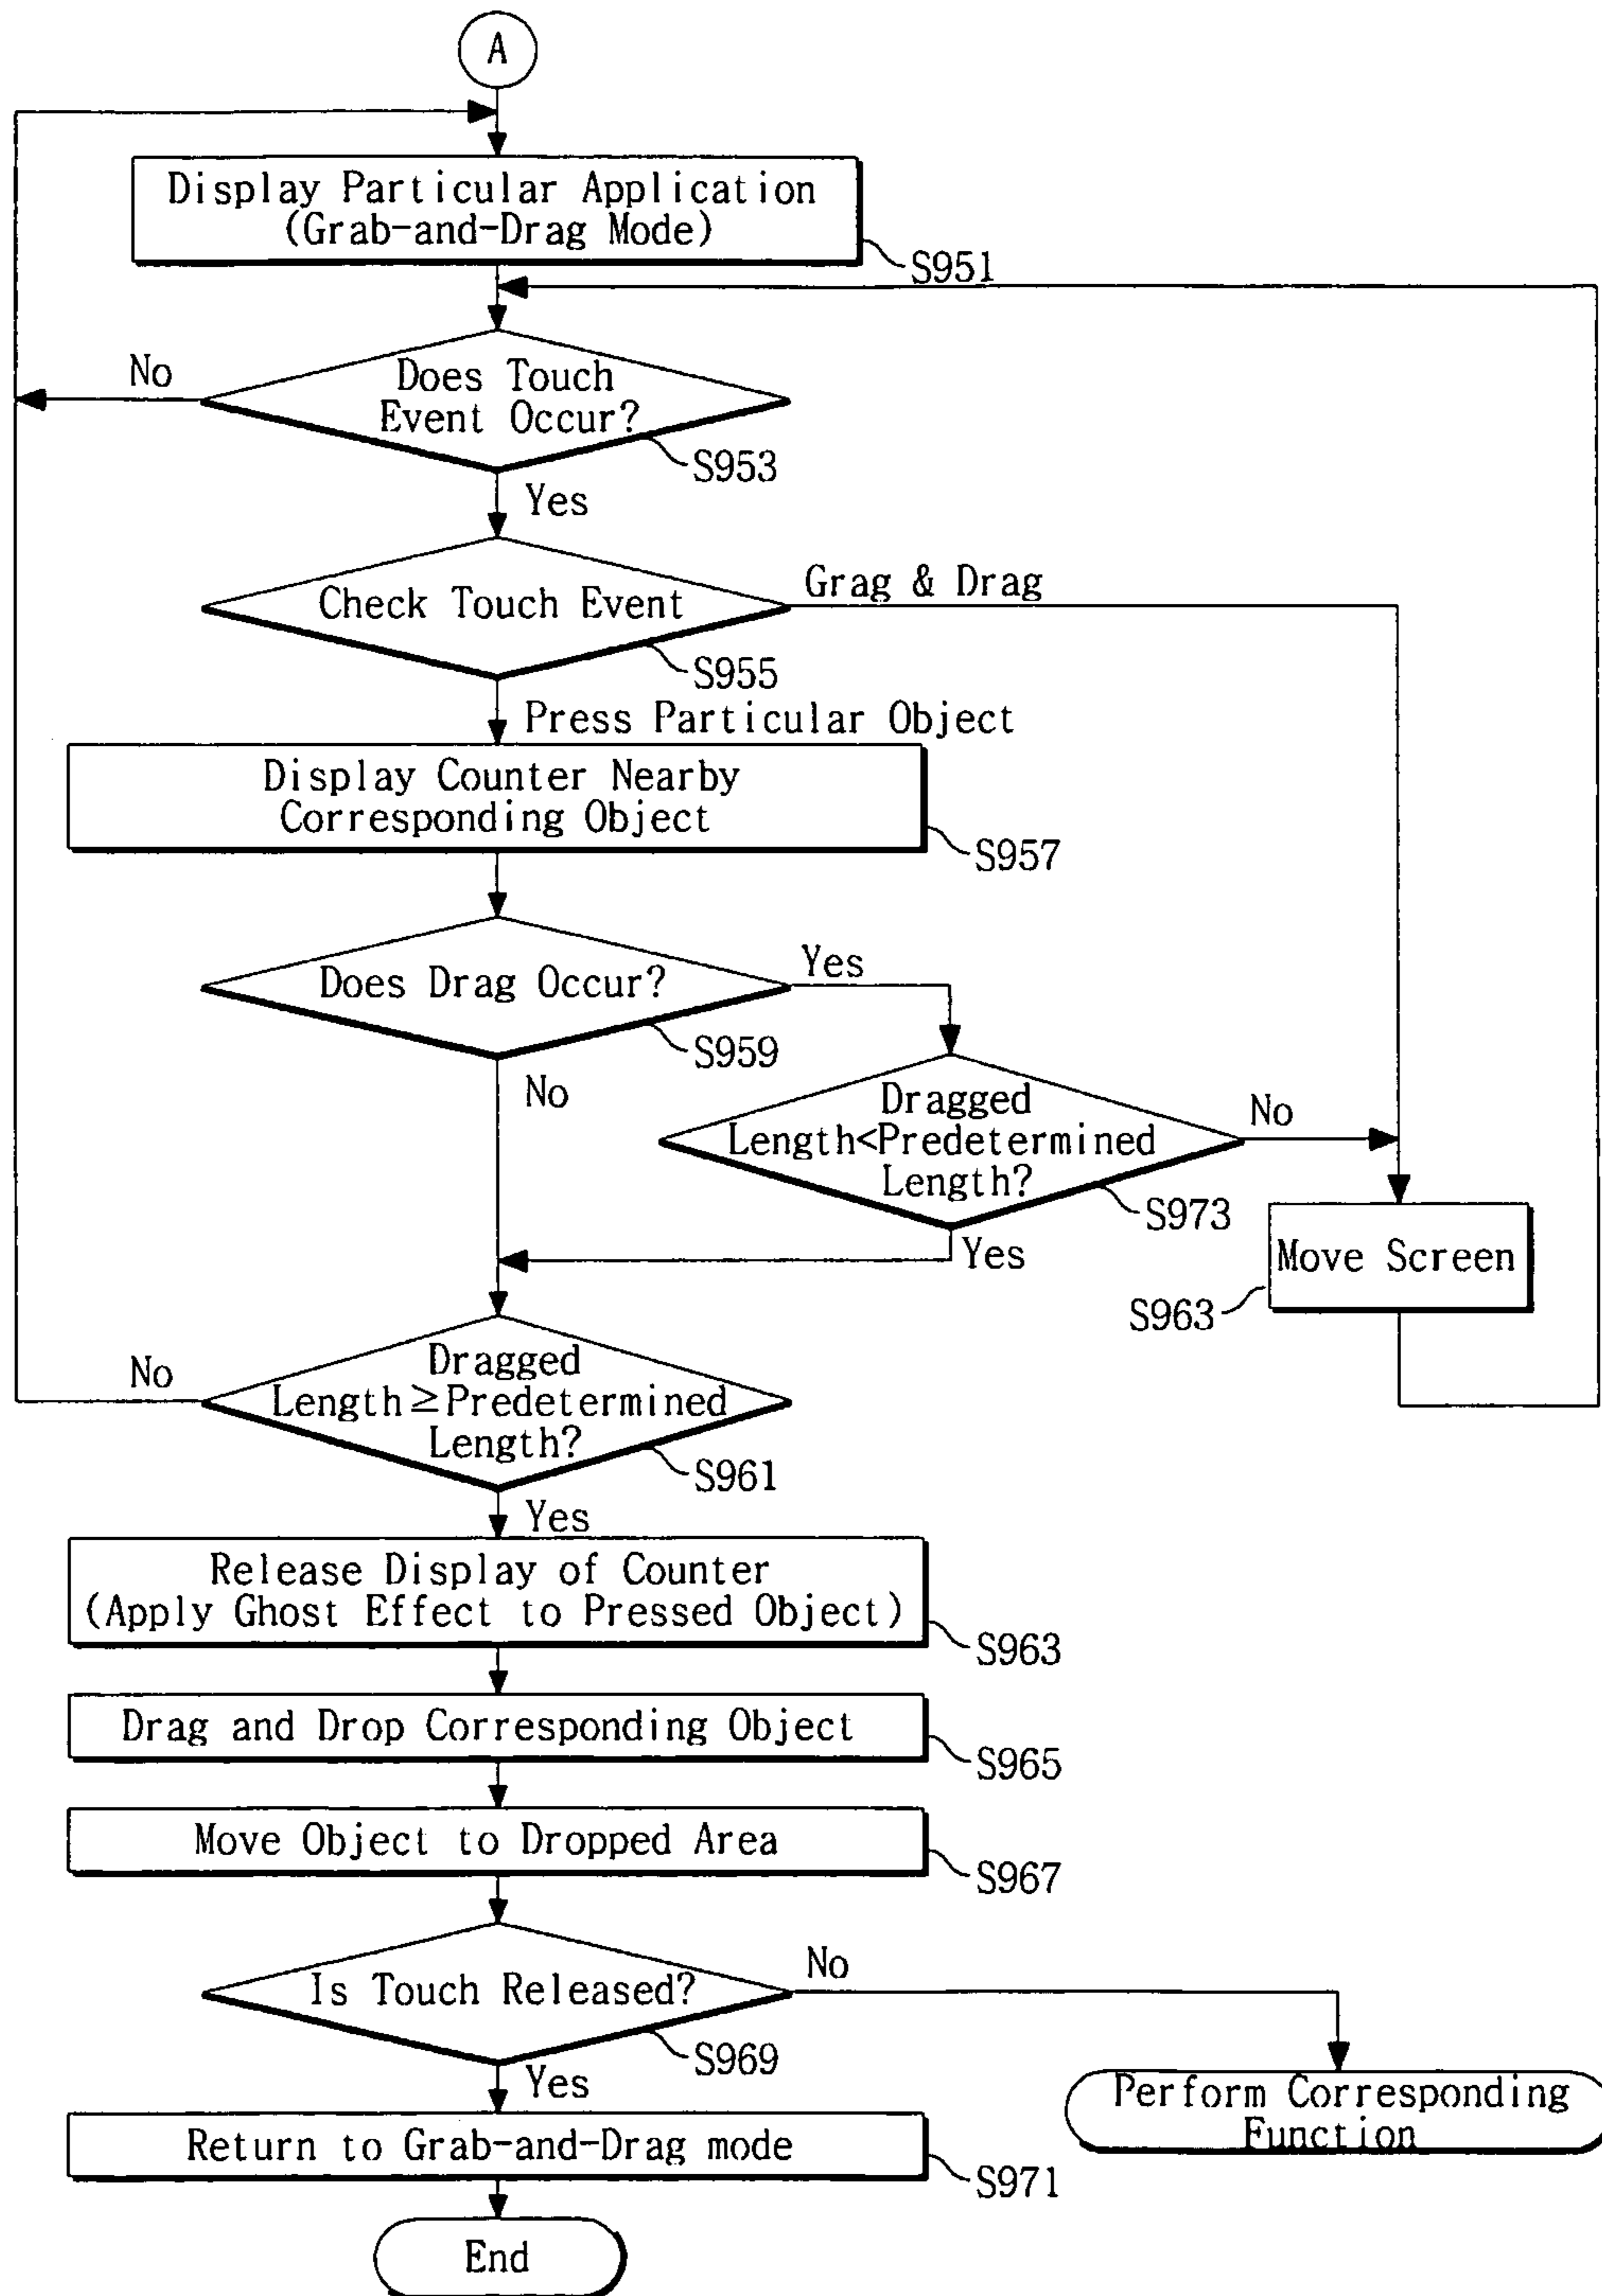 A
Display Particular Application
(Grab-and-Drag Mode)
S951
No
Does Touch
Event Occur?
S953
Yes
Grag & Drag
Check Touch Event
S955
Press Particular Object
Display Counter Nearby
Corresponding Object
S957
Yes
Does Drag Occur?
S959
No
Dragged
Length<Predetermined
Length?
No
S973
Yes
Move Screen
S963
No
Dragged
Length≥Predetermined
Length?
S961
Yes
Release Display of Counter
(Apply Ghost Effect to Pressed Object)
S963
Drag and Drop Corresponding Object
S965
Move Object to Dropped Area
S967
No
Is Touch Released?
S969
Yes
Perform Corresponding
Function
Return to Grab-and-Drag mode
S971
End